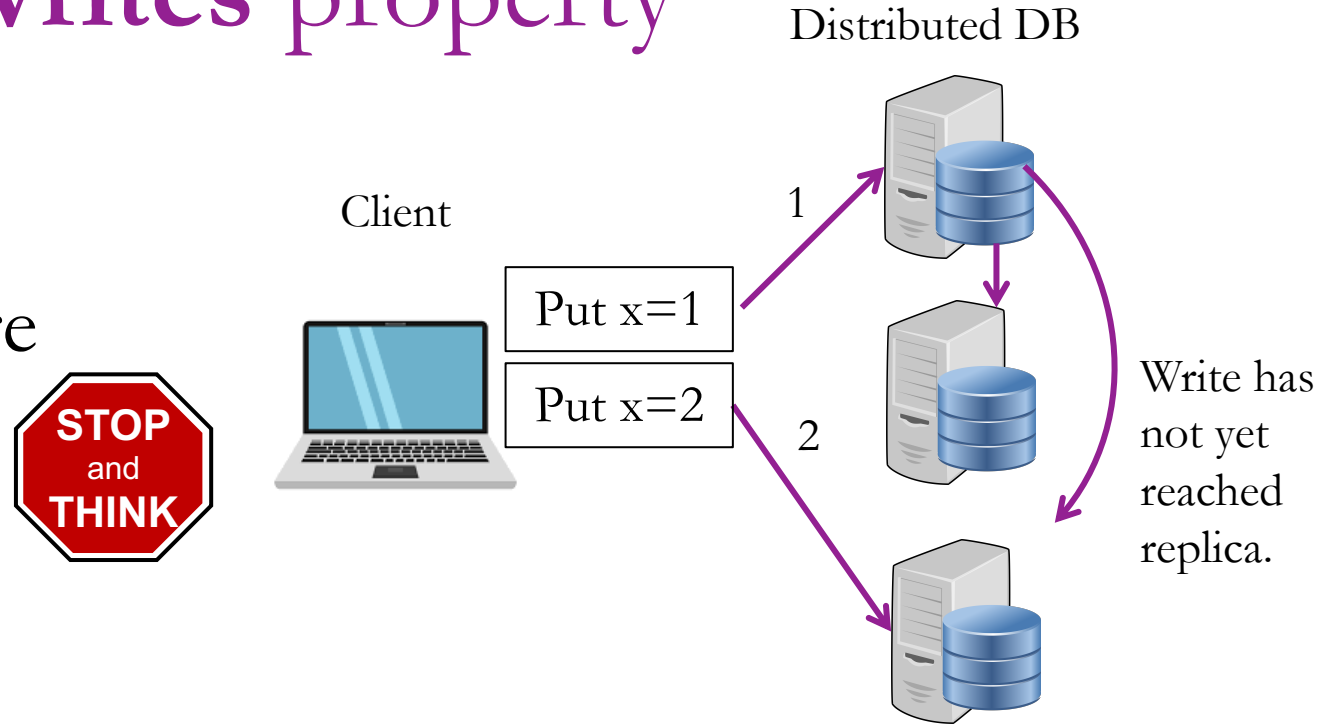 Writes property
Distributed DB
Client
1
Put x=1
re
Put x=2
STOP
and
THINK
2
Write has
not yet
reached
replica.